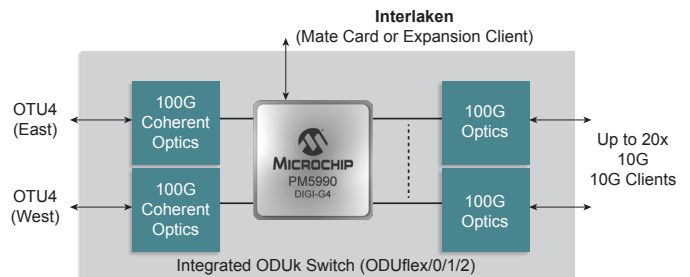 Interlaken
(Mate Card or Expansion Client)
OTU4
(East)
100G
Coherent
Optics
MICROCHIP
PM5990
DIGI-G4
100G
Optics
Up to 20x
10G
10G Clients
OTU4
(West)
100G
Coherent
Optics
100G
Optics
Integrated ODUk Switch (ODUflex/0/1/2)